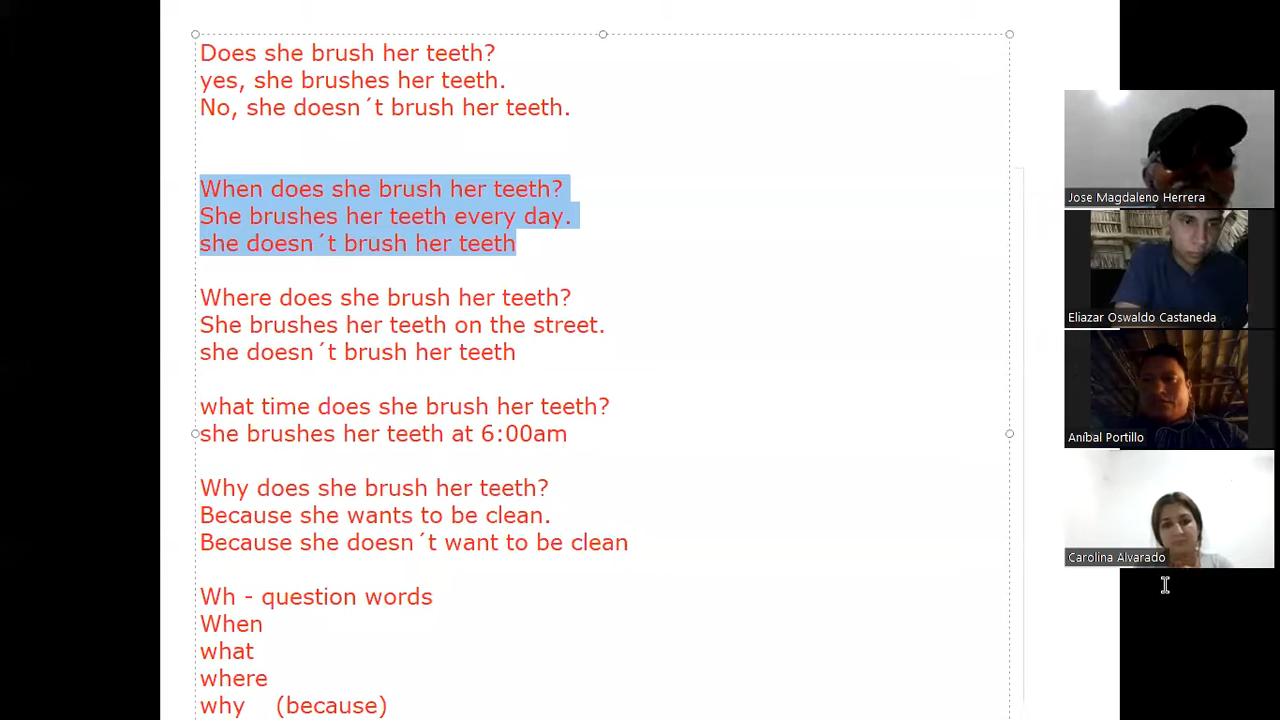 Does she brush her teeth?
yes, she brushes her teeth.
No, she doesn´t brush her teeth.
When does she brush her teeth?
She brushes her teeth every day.
she doesn´t brush her teeth
Where does she brush her teeth?
She brushes her teeth on the street.
she doesn´t brush her teeth
what time does she brush her teeth?
she brushes her teeth at 6:00am
Why does she brush her teeth?
Because she wants to be clean.
Because she doesn´t want to be clean
Wh - question words
When
what
where
why (because)
Jose Magdaleno Herrera
Eliazar Oswaldo Castaneda
Aníbal Portillo
Carolina Alvarado